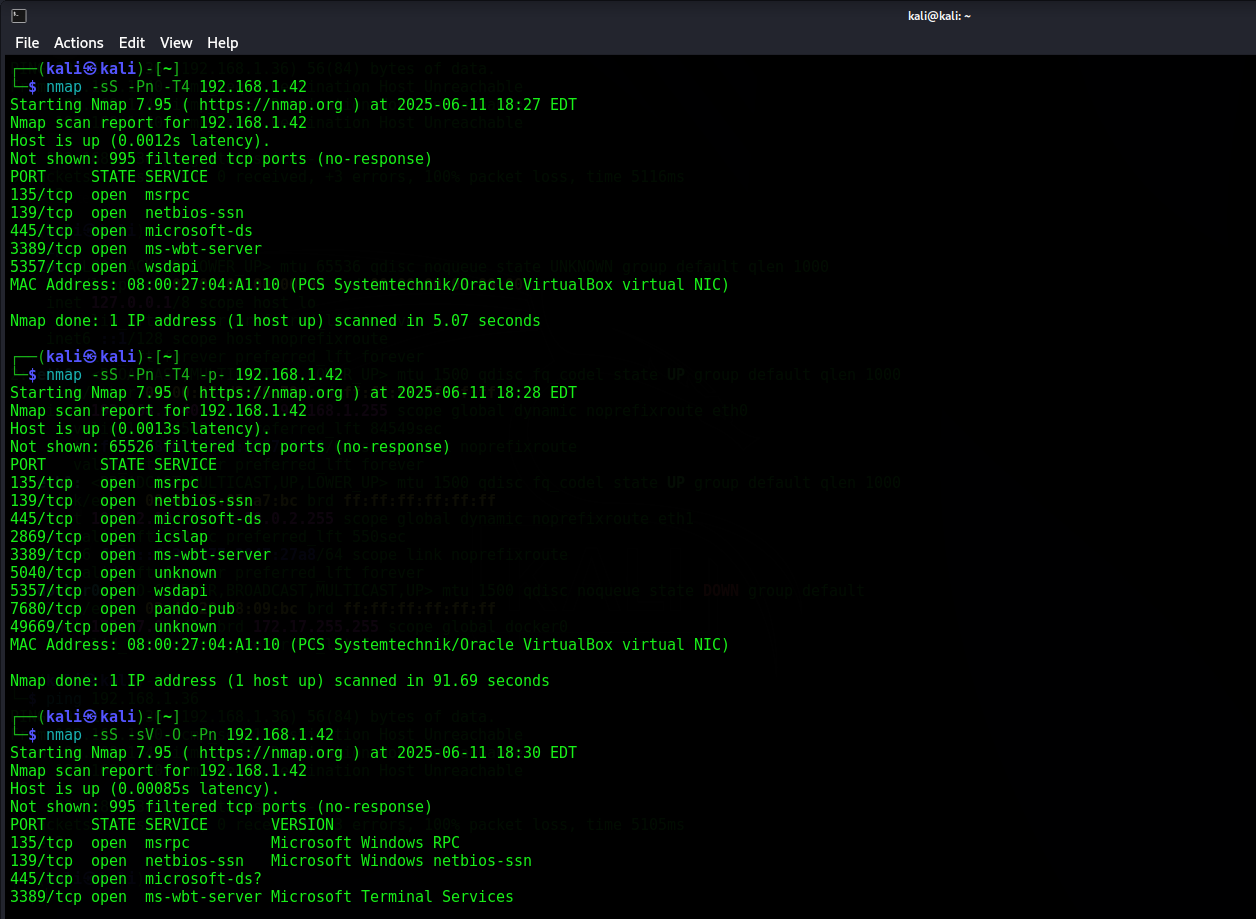 kali@kali: ~
File Actions Edit View Help
┌──(kali㉿kali)-[~]
└─$ nmap -sS -Pn -T4 192.168.1.42
Starting Nmap 7.95 ( https://nmap.org ) at 2025-06-11 18:27 EDT
Nmap scan report for 192.168.1.42
Host is up (0.0012s latency).
Not shown: 995 filtered tcp ports (no-response)
PORT     STATE SERVICE
135/tcp  open  msrpc
139/tcp  open  netbios-ssn
445/tcp  open  microsoft-ds
3389/tcp open  ms-wbt-server
5357/tcp open  wsdapi
MAC Address: 08:00:27:04:A1:10 (PCS Systemtechnik/Oracle VirtualBox virtual NIC)

Nmap done: 1 IP address (1 host up) scanned in 5.07 seconds

┌──(kali㉿kali)-[~]
└─$ nmap -sS -Pn -T4 -p- 192.168.1.42
Starting Nmap 7.95 ( https://nmap.org ) at 2025-06-11 18:28 EDT
Nmap scan report for 192.168.1.42
Host is up (0.0013s latency).
Not shown: 65526 filtered tcp ports (no-response)
PORT      STATE SERVICE
135/tcp   open  msrpc
139/tcp   open  netbios-ssn
445/tcp   open  microsoft-ds
2869/tcp  open  icslap
3389/tcp  open  ms-wbt-server
5040/tcp  open  unknown
5357/tcp  open  wsdapi
7680/tcp  open  pando-pub
49669/tcp open  unknown
MAC Address: 08:00:27:04:A1:10 (PCS Systemtechnik/Oracle VirtualBox virtual NIC)

Nmap done: 1 IP address (1 host up) scanned in 91.69 seconds

┌──(kali㉿kali)-[~]
└─$ nmap -sS -sV -O -Pn 192.168.1.42
Starting Nmap 7.95 ( https://nmap.org ) at 2025-06-11 18:30 EDT
Nmap scan report for 192.168.1.42
Host is up (0.00085s latency).
Not shown: 995 filtered tcp ports (no-response)
PORT     STATE SERVICE       VERSION
135/tcp  open  msrpc         Microsoft Windows RPC
139/tcp  open  netbios-ssn   Microsoft Windows netbios-ssn
445/tcp  open  microsoft-ds?
3389/tcp open  ms-wbt-server Microsoft Terminal Services